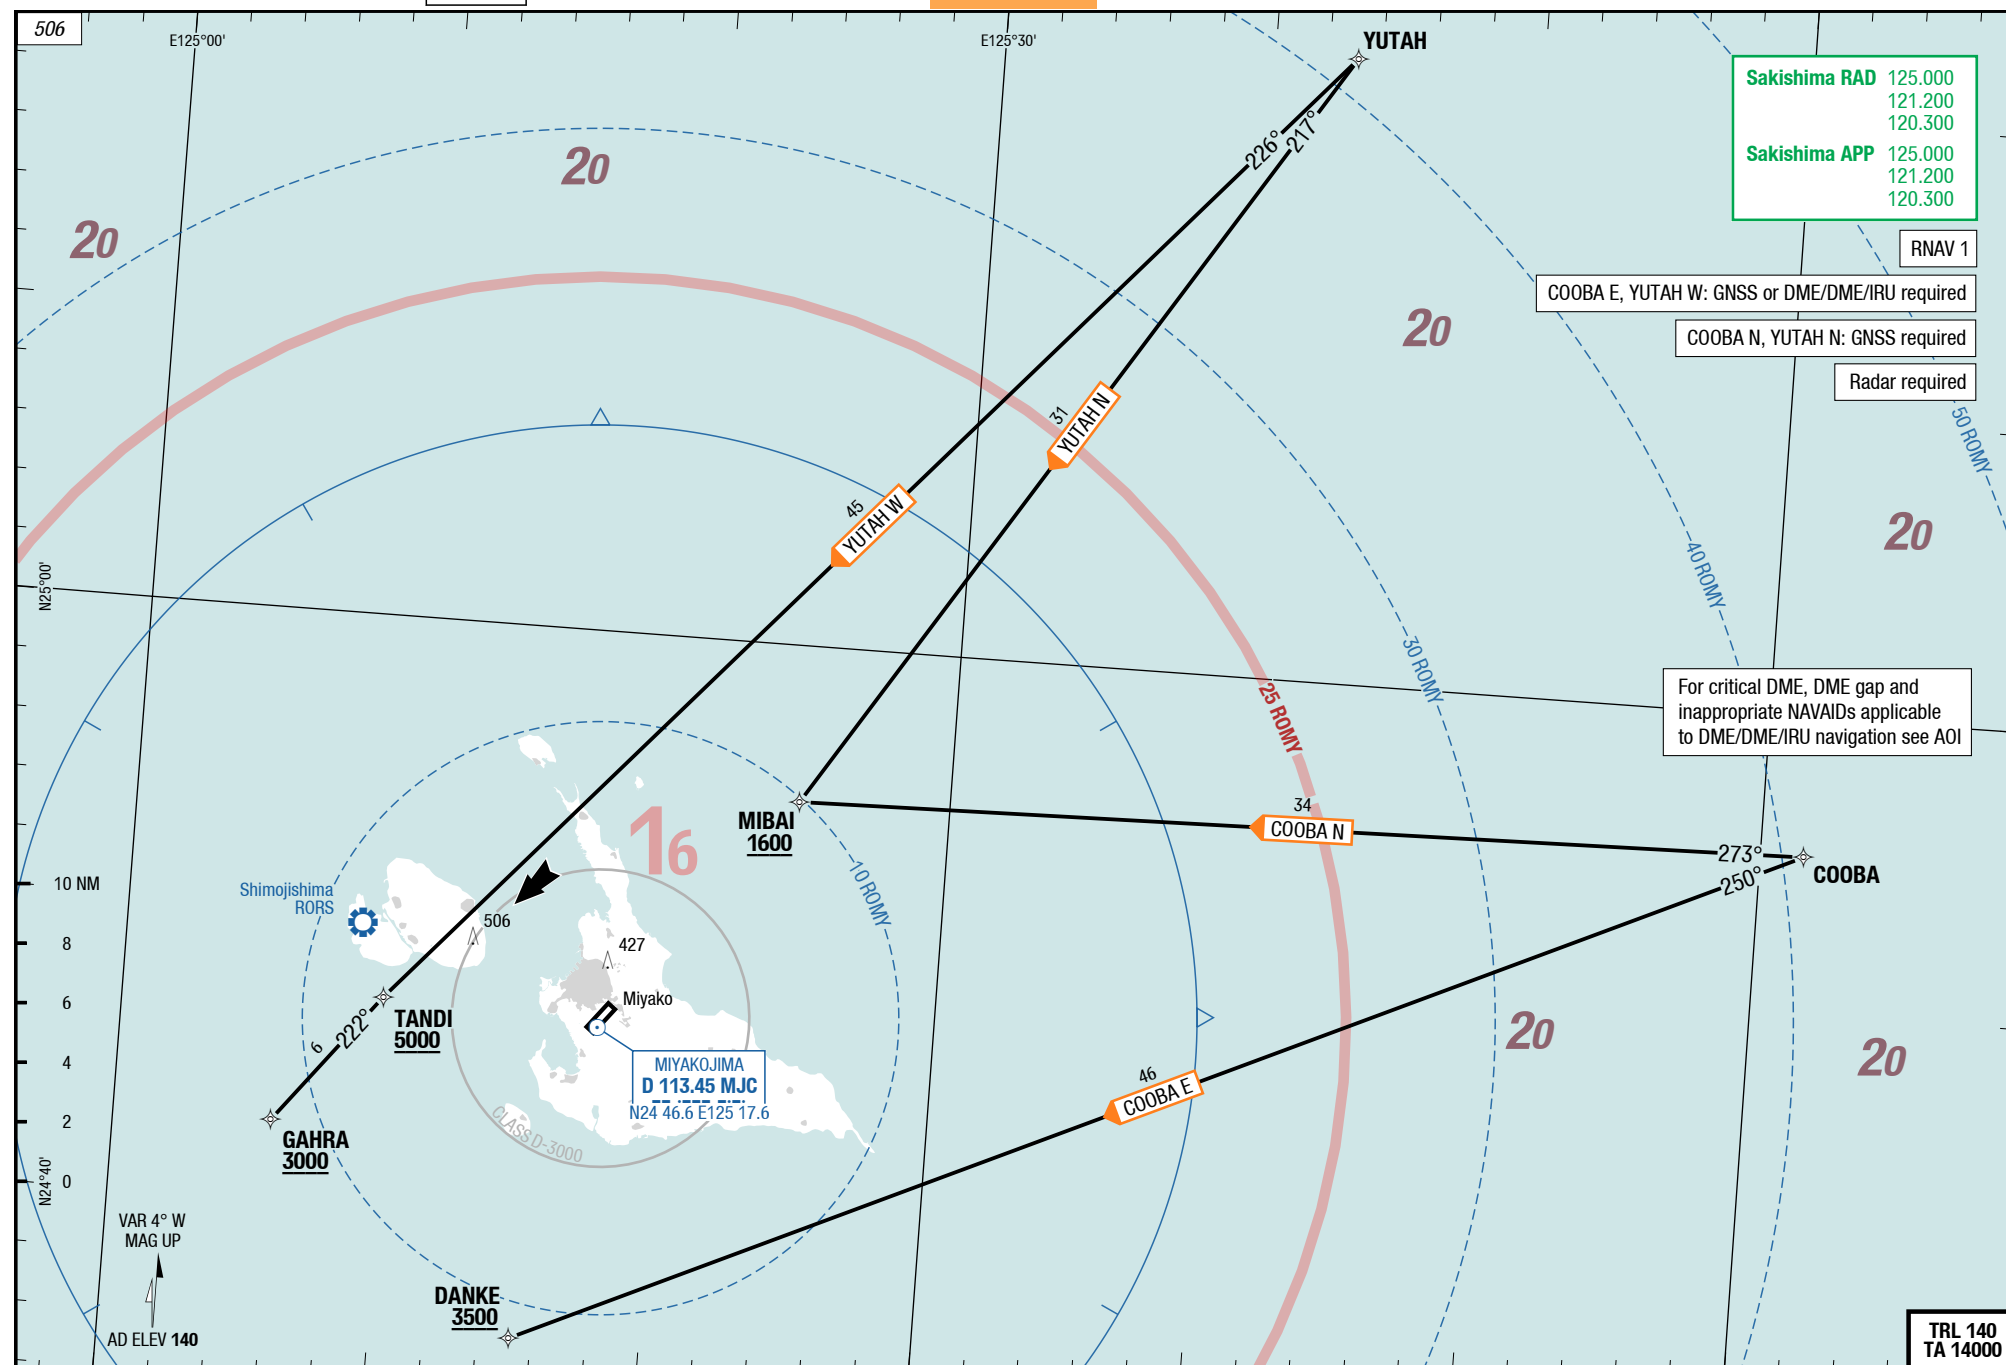 506
E125°00'
E125°30'
YUTAH
Sakishima RAD 125.000
121.200
120.300
Sakishima APP 125.000
121.200
120.300
226°
217°
20
20
RNAV 1
COOBA E, YUTAH W: GNSS or DME/DME/IRU required
20
COOBA N, YUTAH N: GNSS required
Radar required
31
YUTAH N
50 ROMY
45
YUTAH W
20
40 ROMY
N25°00'
30 ROMY
25 ROMY
For critical DME, DME gap and
inappropriate NAVAIDs applicable
to DME/DME/IRU navigation see AOI
MIBAI
1600
34
COOBA N
273°
COOBA
250°
16
10 ROMY
10 NM
Shimojishima
RORS
506
427
8
6
4
2
0
Miyako
TANDI
5000
222°
6
20
20
MIYAKOJIMA
D 113.45 MJC
N24 46.6 E125 17.6
46
COOBA E
CLASS D-3000
GAHRA
3000
N24°40'
VAR 4° W
MAG UP
AD ELEV 140
DANKE
3500
TRL 140
TA 14000